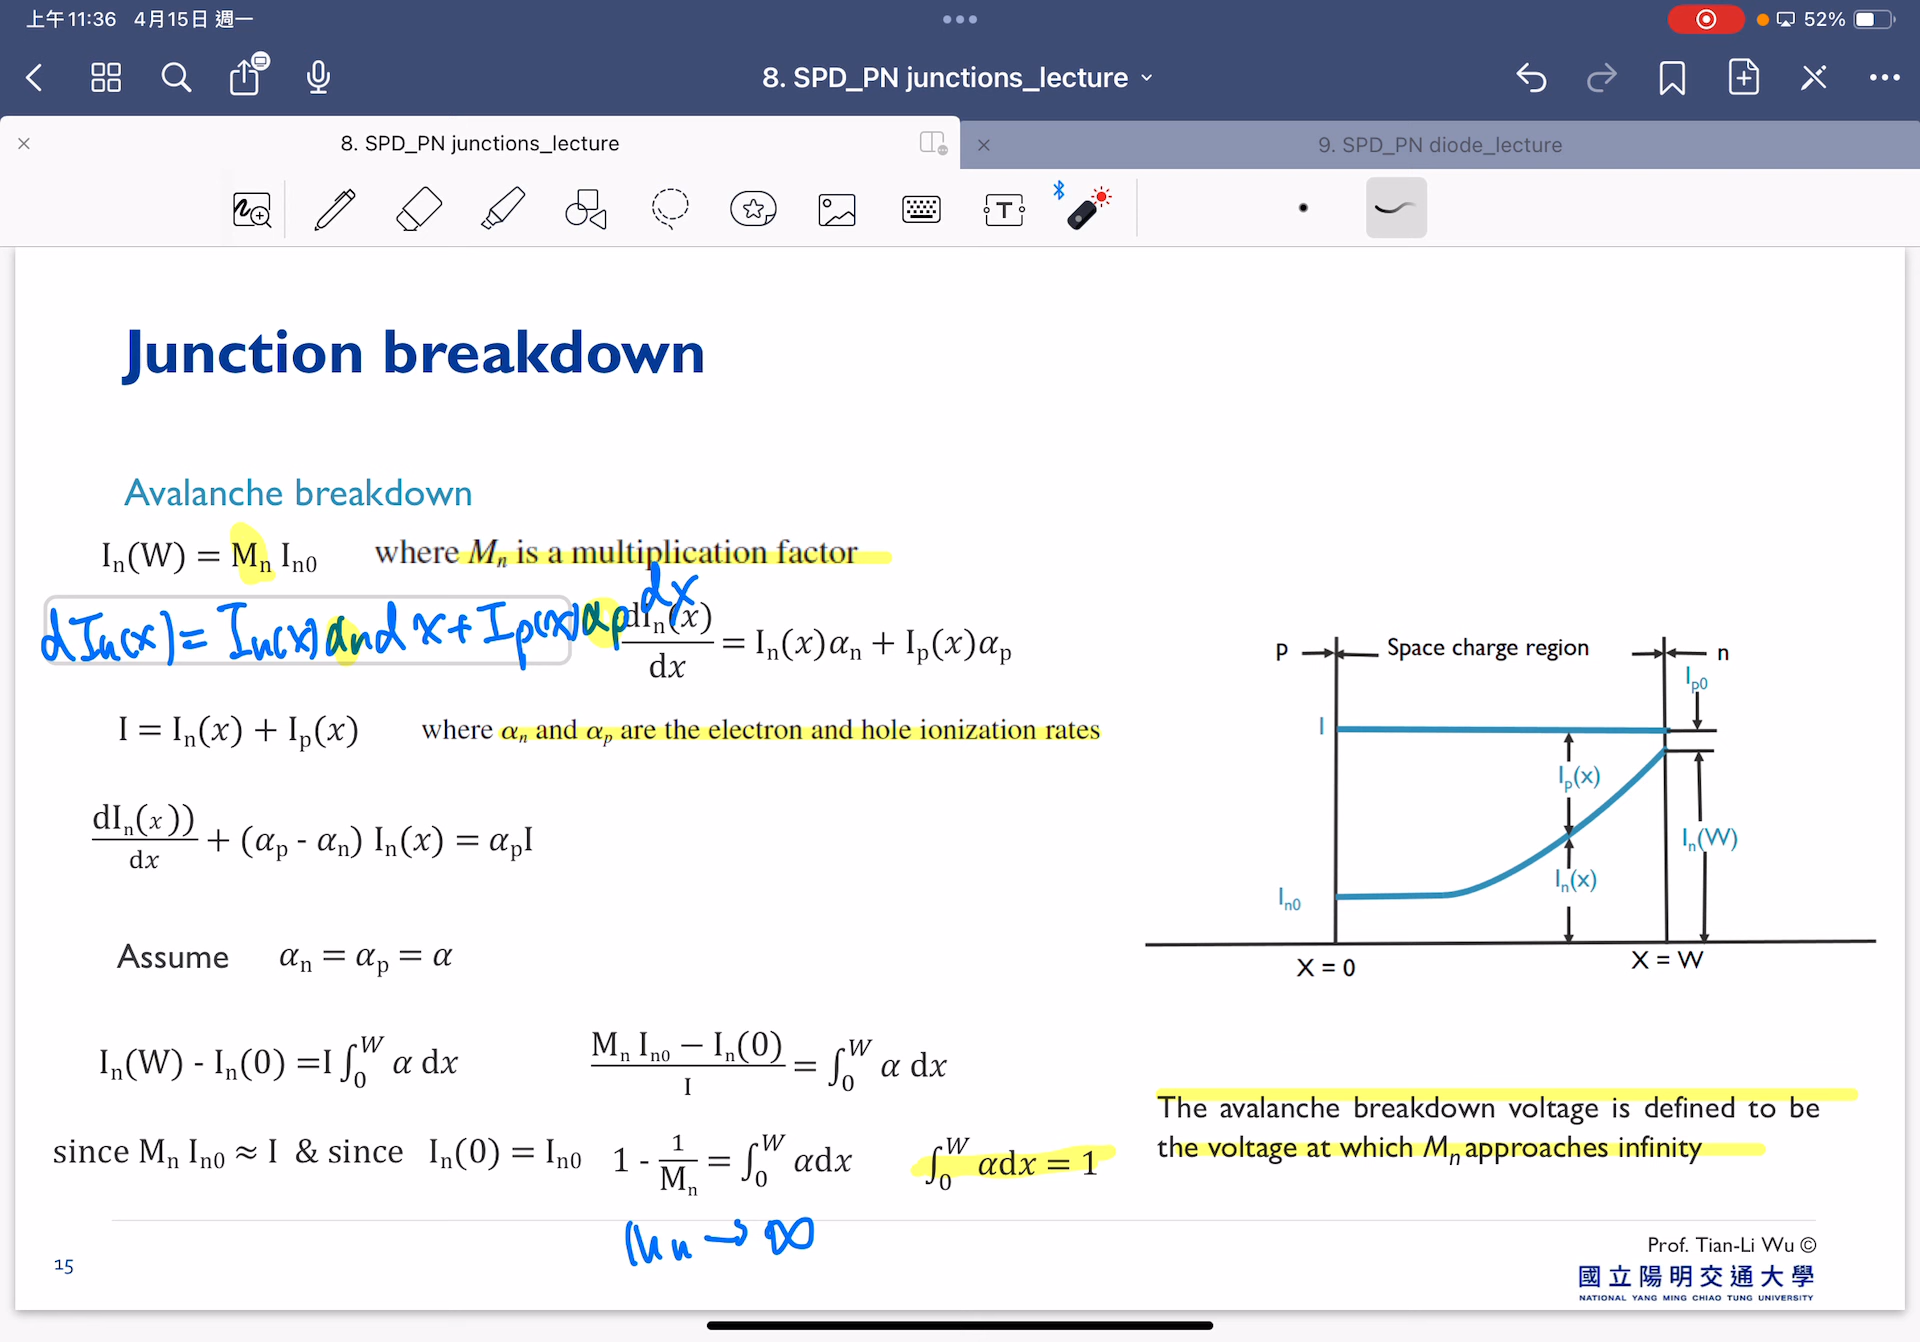 上午11:36 4月15日 週一
52%
8. SPD_PN junctions_lecture
8. SPD_PN junctions_lecture
9. SPD_PN diode_lecture
Junction breakdown
Avalanche breakdown
Iₙ(W) = Mₙ Iₙ₀ where Mₙ is a multiplication factor
dIn(x) = In(x)αndx + Ip(x)αpdx
dIₙ(x)/dx = Iₙ(x)αₙ + Iₚ(x)αₚ
I = Iₙ(x) + Iₚ(x) where αₙ and αₚ are the electron and hole ionization rates
dIₙ(x))/dx + (αₚ - αₙ) Iₙ(x) = αₚI
Assume αₙ = αₚ = α
Iₙ(W) - Iₙ(0) =I ∫₀ᵂ α dx
(Mₙ Iₙ₀ − Iₙ(0))/I = ∫₀ᵂ α dx
since Mₙ Iₙ₀ ≈ I & since Iₙ(0) = Iₙ₀
1 - 1/Mₙ = ∫₀ᵂ αdx
∫₀ᵂ αdx = 1
Mn → ∞
P Space charge region n
Iₚ₀
I
Iₚ(x)
Iₙ(W)
Iₙ(x)
Iₙ₀
X = 0 X = W
The avalanche breakdown voltage is defined to be
the voltage at which Mₙ approaches infinity
15
Prof. Tian-Li Wu ©
國立陽明交通大學
NATIONAL YANG MING CHIAO TUNG UNIVERSITY